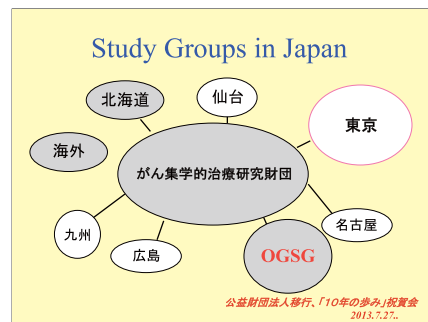 Study Groups in Japan
北海道
仙台
東京
海外
がん集学的治療研究財団
九州
広島
OGSG
名古屋
公益財団法人移行、「10年の歩み」祝賀会
2013.7.27..